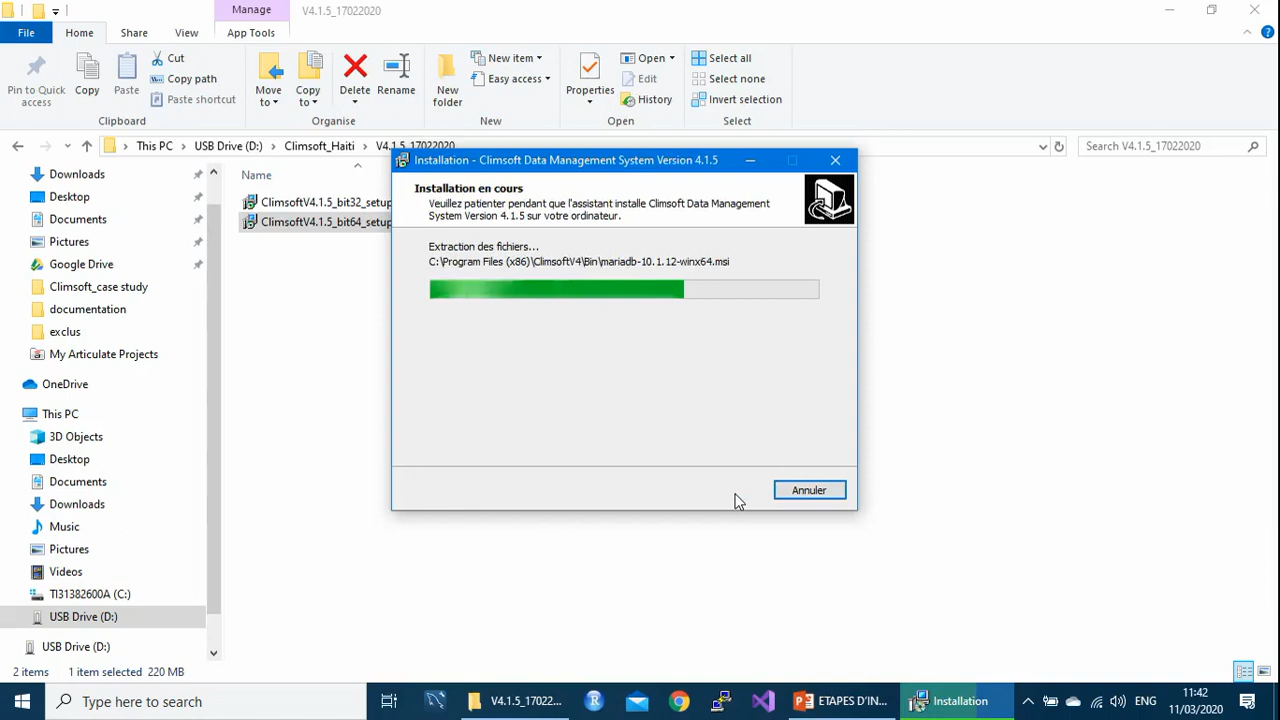 Manage
V4.1.5_17022020
File
Home
Share
View
App Tools
Pin to Quick access
Copy
Paste
Cut
Copy path
Paste shortcut
Clipboard
Move to
Copy to
Delete
Rename
Organise
New folder
New item
Easy access
New
Properties
Open
Edit
History
Open
Select all
Select none
Invert selection
Select
This PC
USB Drive (D:)
Climsoft_Haiti
V4.1.5_17022020
Search V4.1.5_17022020
Downloads
Desktop
Documents
Pictures
Google Drive
Climsoft_case study
documentation
exclus
My Articulate Projects
OneDrive
This PC
3D Objects
Desktop
Documents
Downloads
Music
Pictures
Videos
TI31382600A (C:)
USB Drive (D:)
USB Drive (D:)
Name
ClimsoftV4.1.5_bit32_setup
ClimsoftV4.1.5_bit64_setup
Installation - Climsoft Data Management System Version 4.1.5
Installation en cours
Veuillez patienter pendant que l'assistant installe Climsoft Data Management
System Version 4.1.5 sur votre ordinateur.
Extraction des fichiers...
C:\Program Files (x86)\ClimsoftV4\Bin\mariadb-10.1.12-winx64.msi
Annuler
2 items
1 item selected 220 MB
Type here to search
V4.1.5_17022...
R
ETAPES D'IN...
Installation
ENG
11:42
11/03/2020